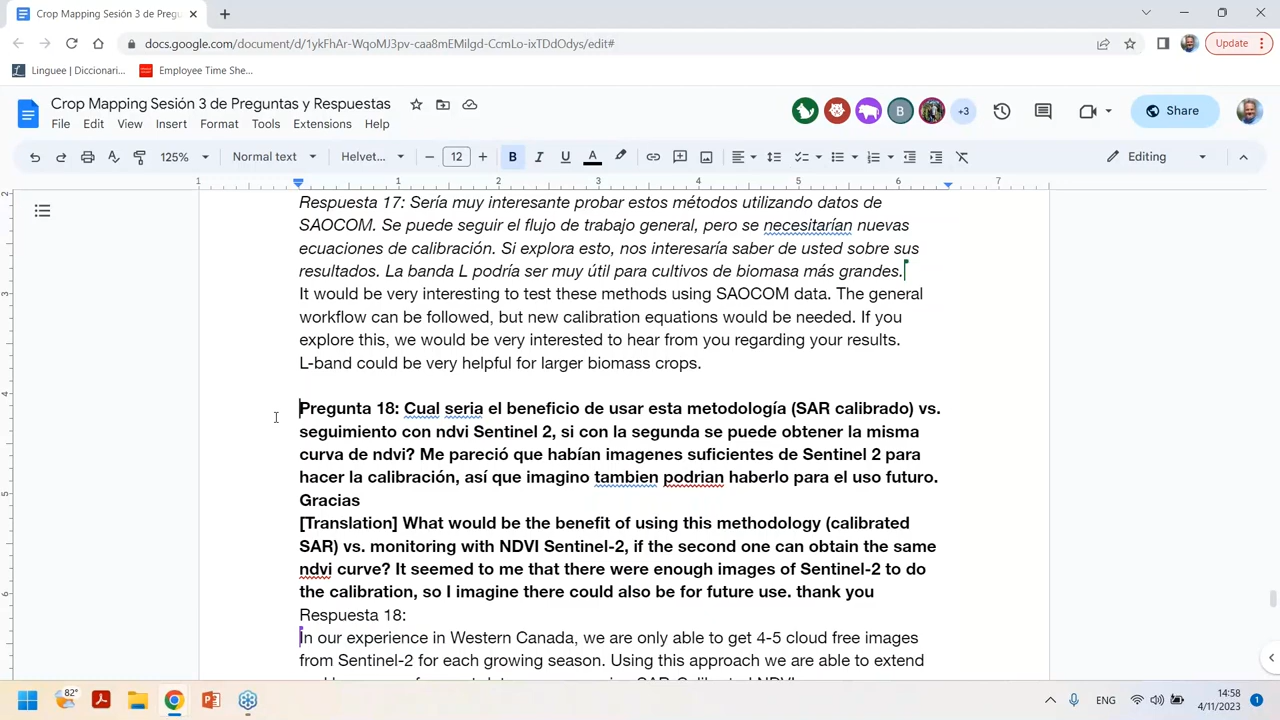 Crop Mapping Sesión 3 de Pregu
docs.google.com/document/d/1ykFhAr-WqoMJ3pv-caa8mEMilgd-CcmLo-ixTDdOdys/edit#
Update
Linguee | Diccionari...
Employee Time She...
Crop Mapping Sesión 3 de Preguntas y Respuestas
B
+3
Share
File Edit View Insert Format Tools Extensions Help
125% Normal text Helvet... 12 B I U A Editing
1 1 2 3 4 5 6 7
Respuesta 17: Sería muy interesante probar estos métodos utilizando datos de
SAOCOM. Se puede seguir el flujo de trabajo general, pero se necesitarían nuevas
ecuaciones de calibración. Si explora esto, nos interesaría saber de usted sobre sus
resultados. La banda L podría ser muy útil para cultivos de biomasa más grandes.
It would be very interesting to test these methods using SAOCOM data. The general
workflow can be followed, but new calibration equations would be needed. If you
explore this, we would be very interested to hear from you regarding your results.
L-band could be very helpful for larger biomass crops.
Pregunta 18: Cual seria el beneficio de usar esta metodología (SAR calibrado) vs.
seguimiento con ndvi Sentinel 2, si con la segunda se puede obtener la misma
curva de ndvi? Me pareció que habían imagenes suficientes de Sentinel 2 para
hacer la calibración, así que imagino tambien podrian haberlo para el uso futuro.
Gracias
[Translation] What would be the benefit of using this methodology (calibrated
SAR) vs. monitoring with NDVI Sentinel-2, if the second one can obtain the same
ndvi curve? It seemed to me that there were enough images of Sentinel-2 to do
the calibration, so I imagine there could also be for future use. thank you
Respuesta 18:
In our experience in Western Canada, we are only able to get 4-5 cloud free images
from Sentinel-2 for each growing season. Using this approach we are able to extend
82°
ENG
14:58
4/11/2023
1